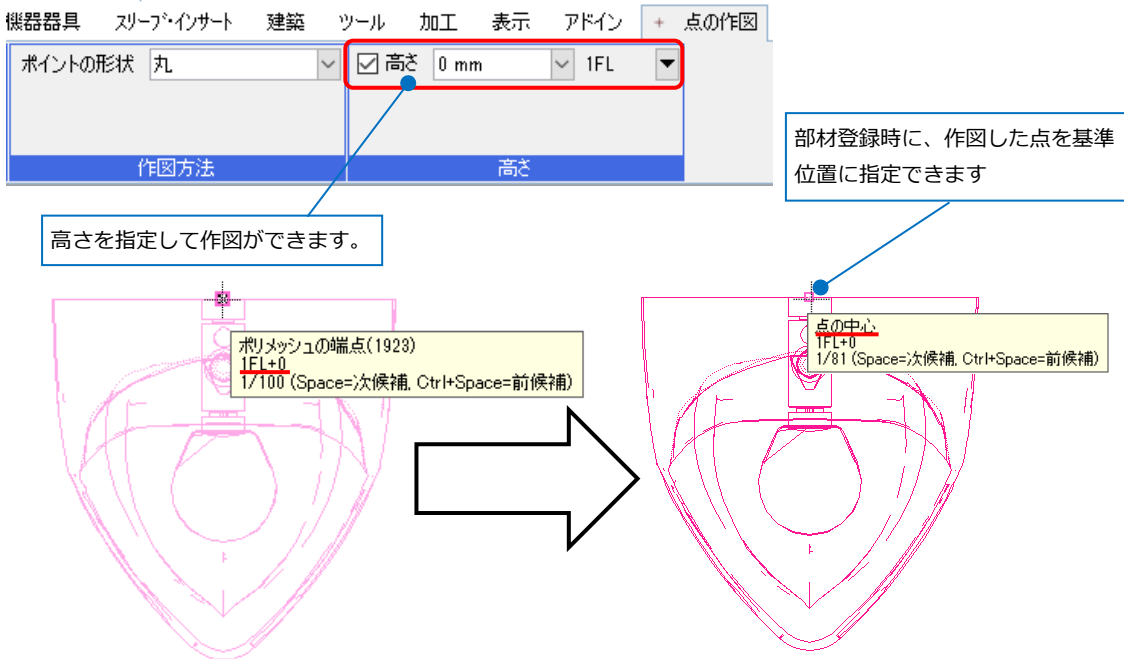 機器器具 スリーブ・インサート 建築 ツール 加工 表示 アドイン + 点の作図
ポイントの形状 丸 高さ 0 mm 1FL
作図方法 高さ
部材登録時に、作図した点を基準
位置に指定できます
高さを指定して作図ができます。
ポリメッシュの端点(1923)
1FL+0
1/100 (Space=次候補, Ctrl+Space=前候補)
点の中心
1FL+0
1/81 (Space=次候補, Ctrl+Space=前候補)